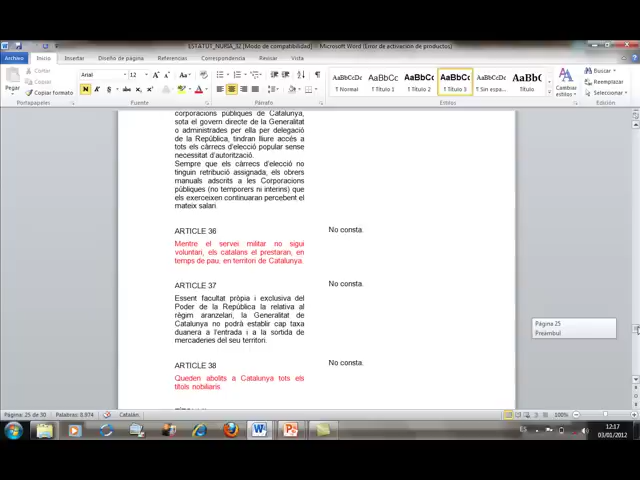 ESTATUT_NURIA_32 [Modo de compatibilidad] - Microsoft Word (Error de activación de productos)
Archivo Inicio Insertar Diseño de página Referencias Correspondencia Revisar Vista
Pegar
Cortar
Copiar
Copiar formato
Portapapeles
Arial 12
Fuente
Párrafo
AaBbCcDc AaBbCc AaBbCc AaBbCc AaBbCcDc AaBbCc
¶ Normal ¶ Título 1 ¶ Título 2 ¶ Título 3 ¶ Sin espa... Título
Estilos
Cambiar estilos
Buscar
Reemplazar
Seleccionar
Edición
corporacions públiques de Catalunya,
sota el govern directe de la Generalitat
o administrades per ella per delegació
de la República, tindran lliure accés a
tots els càrrecs d'elecció popular sense
necessitat d'autorització.
Sempre que els càrrecs d'elecció no
tinguin retribució assignada, els obrers
manuals adscrits a les Corporacions
públiques (no temporers ni interins) que
els exerceixen continuaran percebent el
mateix salari.
ARTICLE 36
No consta.
Mentre el servei militar no sigui
voluntari, els catalans el prestaran, en
temps de pau, en territori de Catalunya.
ARTICLE 37
No consta.
Essent facultat pròpia i exclusiva del
Poder de la República la relativa al
règim aranzelari, la Generalitat de
Catalunya no podrà establir cap taxa
duanera a l'entrada i a la sortida de
mercaderies del seu territori.
Página 25
Preàmbul
ARTICLE 38
No consta.
Queden abolits a Catalunya tots els
títols nobiliaris.
Página: 25 de 30 Palabras: 8.974 Catalán 100%
ES 12:17
03/01/2012